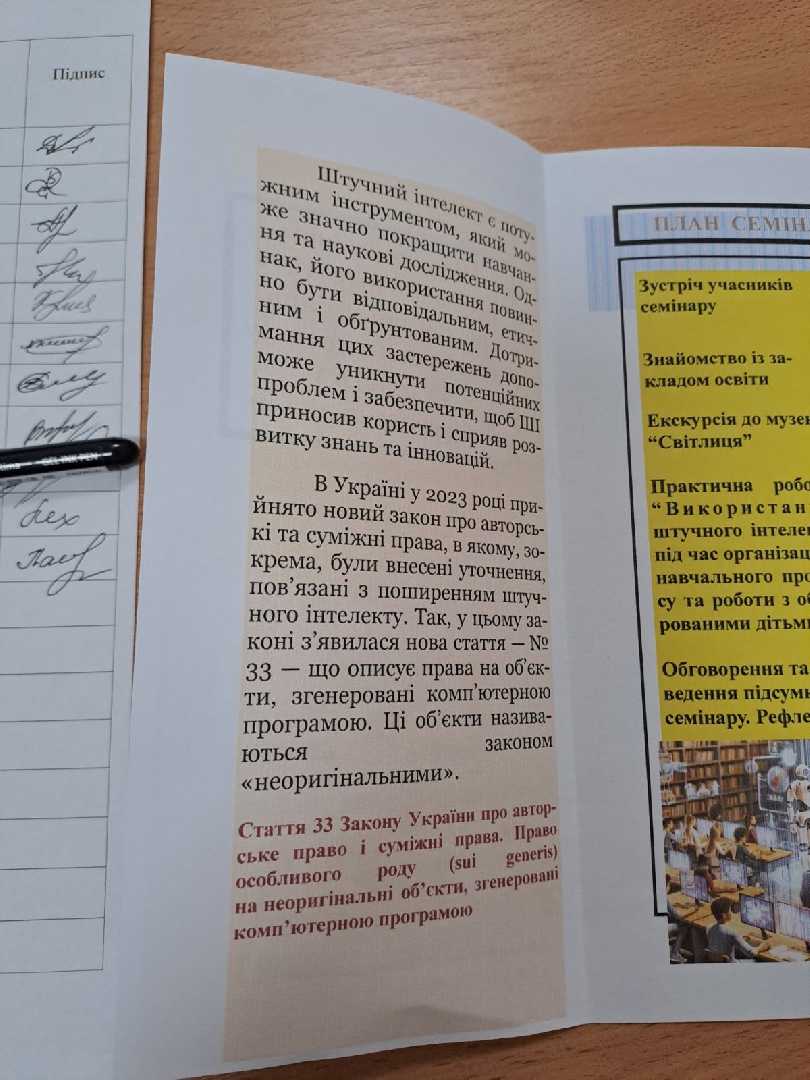 Підпис
Штучний інтелект є поту-
жним інструментом, який мо-
же значно покращити навчан-
ня та наукові дослідження. Од-
нак, його використання повин-
но бути відповідальним, етич-
ним і обґрунтованим. Дотри-
мання цих застережень допо-
може уникнути потенційних
проблем і забезпечити, щоб ШІ
приносив користь і сприяв роз-
витку знань та інновацій.
В Україні у 2023 році при-
йнято новий закон про авторсь-
кі та суміжні права, в якому, зо-
крема, були внесені уточнення,
пов’язані з поширенням штуч-
ного інтелекту. Так, у цьому за-
коні з’явилася нова стаття – №
33 — що описує права на об’єк-
ти, згенеровані комп’ютерною
програмою. Ці об’єкти назива-
ються законом
«неоригінальними».
Стаття 33 Закону України про автор-
ське право і суміжні права. Право
особливого роду (sui generis)
на неоригінальні об’єкти, згенеровані
комп’ютерною програмою
ПЛАН СЕМІН
Зустріч учасників
семінару
Знайомство із за-
кладом освіти
Екскурсія до музе
“Світлиця”
Практична робо
“Використан
штучного інтеле
під час організац
навчального про
су та роботи з об
рованими дітьми
Обговорення та
ведення підсумк
семінару. Рефле
GEL INK PEN